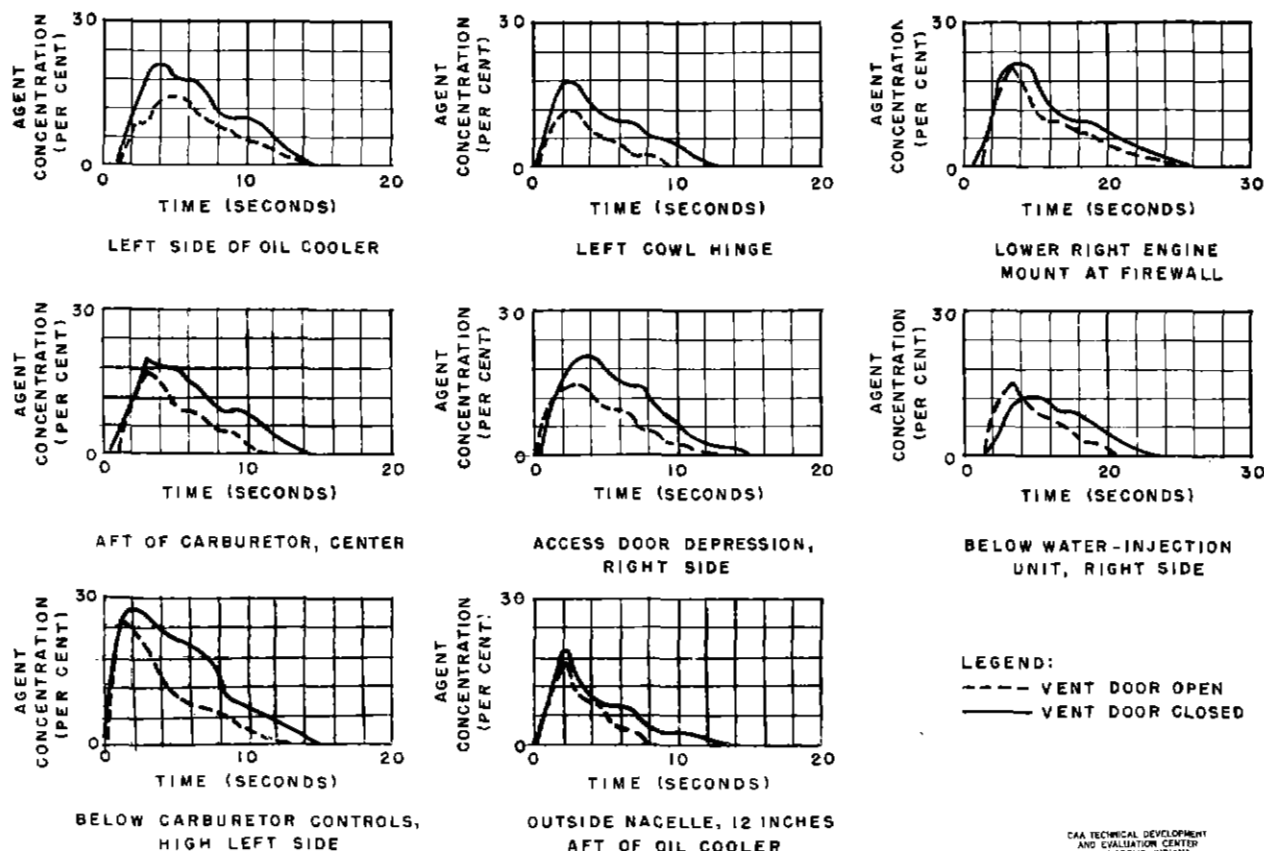 30
AGENT
CONCENTRATION
(PER CENT)
0
0 10 20
TIME (SECONDS)
LEFT SIDE OF OIL COOLER
30
AGENT
CONCENTRATION
(PER CENT)
0
0 10 20
TIME (SECONDS)
LEFT COWL HINGE
30
AGENT
CONCENTRATION
(PER CENT)
0
0 20 30
TIME (SECONDS)
LOWER RIGHT ENGINE
MOUNT AT FIREWALL
30
AGENT
CONCENTRATION
(PER CENT)
0
0 10 20
TIME (SECONDS)
AFT OF CARBURETOR, CENTER
30
AGENT
CONCENTRATION
(PER CENT)
0
0 10 20
TIME (SECONDS)
ACCESS DOOR DEPRESSION,
RIGHT SIDE
30
AGENT
CONCENTRATION
(PER CENT)
0
0 10 20 30
TIME (SECONDS)
BELOW WATER-INJECTION
UNIT, RIGHT SIDE
30
AGENT
CONCENTRATION
(PER CENT)
0
0 10 20
TIME (SECONDS)
BELOW CARBURETOR CONTROLS,
HIGH LEFT SIDE
30
AGENT
CONCENTRATION
(PER CENT)
0
0 10 20
TIME (SECONDS)
OUTSIDE NACELLE, 12 INCHES
AFT OF OIL COOLER
LEGEND:
VENT DOOR OPEN
VENT DOOR CLOSED
CAA TECHNICAL DEVELOPMENT
AND EVALUATION CENTER